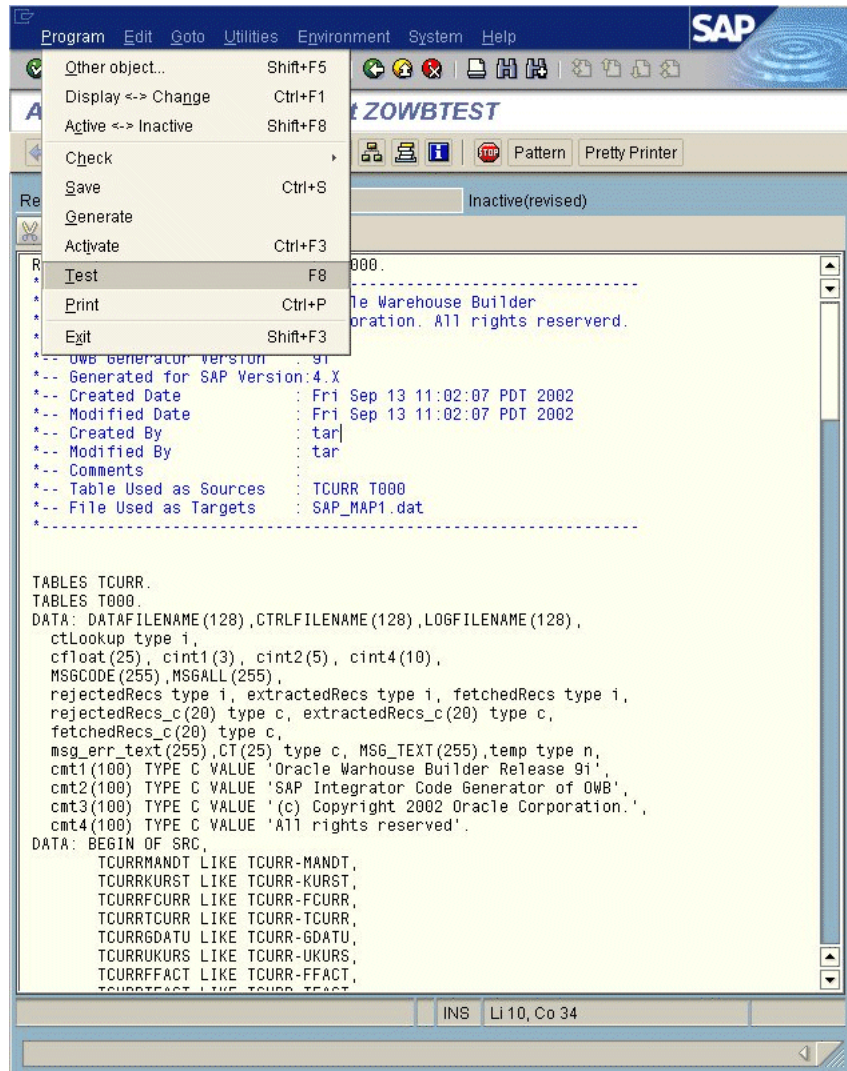 Program Edit Goto Utilities Environment System Help
SAP
Other object... Shift+F5
Display <-> Change Ctrl+F1
Active <-> Inactive Shift+F8
Check
Save Ctrl+S
Generate
Activate Ctrl+F3
Test F8
Print Ctrl+P
Exit Shift+F3
ZOWBTEST
STOP Pattern Pretty Printer
Re Inactive(revised)
000.
le Warehouse Builder
oration. All rights reserverd.
*-- OWB Generator Version : 9i
*-- Generated for SAP Version:4.X
*-- Created Date : Fri Sep 13 11:02:07 PDT 2002
*-- Modified Date : Fri Sep 13 11:02:07 PDT 2002
*-- Created By : tar
*-- Modified By : tar
*-- Comments :
*-- Table Used as Sources : TCURR T000
*-- File Used as Targets : SAP_MAP1.dat
*------------------------------------------------------------------
TABLES TCURR.
TABLES T000.
DATA: DATAFILENAME(128),CTRLFILENAME(128),LOGFILENAME(128),
ctLookup type i,
cfloat(25), cint1(3), cint2(5), cint4(10),
MSGCODE(255),MSGALL(255),
rejectedRecs type i, extractedRecs type i, fetchedRecs type i,
rejectedRecs_c(20) type c, extractedRecs_c(20) type c,
fetchedRecs_c(20) type c,
msg_err_text(255),CT(25) type c, MSG_TEXT(255),temp type n,
cmt1(100) TYPE C VALUE 'Oracle Warhouse Builder Release 9i',
cmt2(100) TYPE C VALUE 'SAP Integrator Code Generator of OWB',
cmt3(100) TYPE C VALUE '(c) Copyright 2002 Oracle Corporation.',
cmt4(100) TYPE C VALUE 'All rights reserved'.
DATA: BEGIN OF SRC,
TCURRMANDT LIKE TCURR-MANDT,
TCURRKURST LIKE TCURR-KURST,
TCURRFCURR LIKE TCURR-FCURR,
TCURRTCURR LIKE TCURR-TCURR,
TCURRGDATU LIKE TCURR-GDATU,
TCURRUKURS LIKE TCURR-UKURS,
TCURRFFACT LIKE TCURR-FFACT,
TCURRTFACT LIKE TCURR-TFACT,
INS Li 10, Co 34